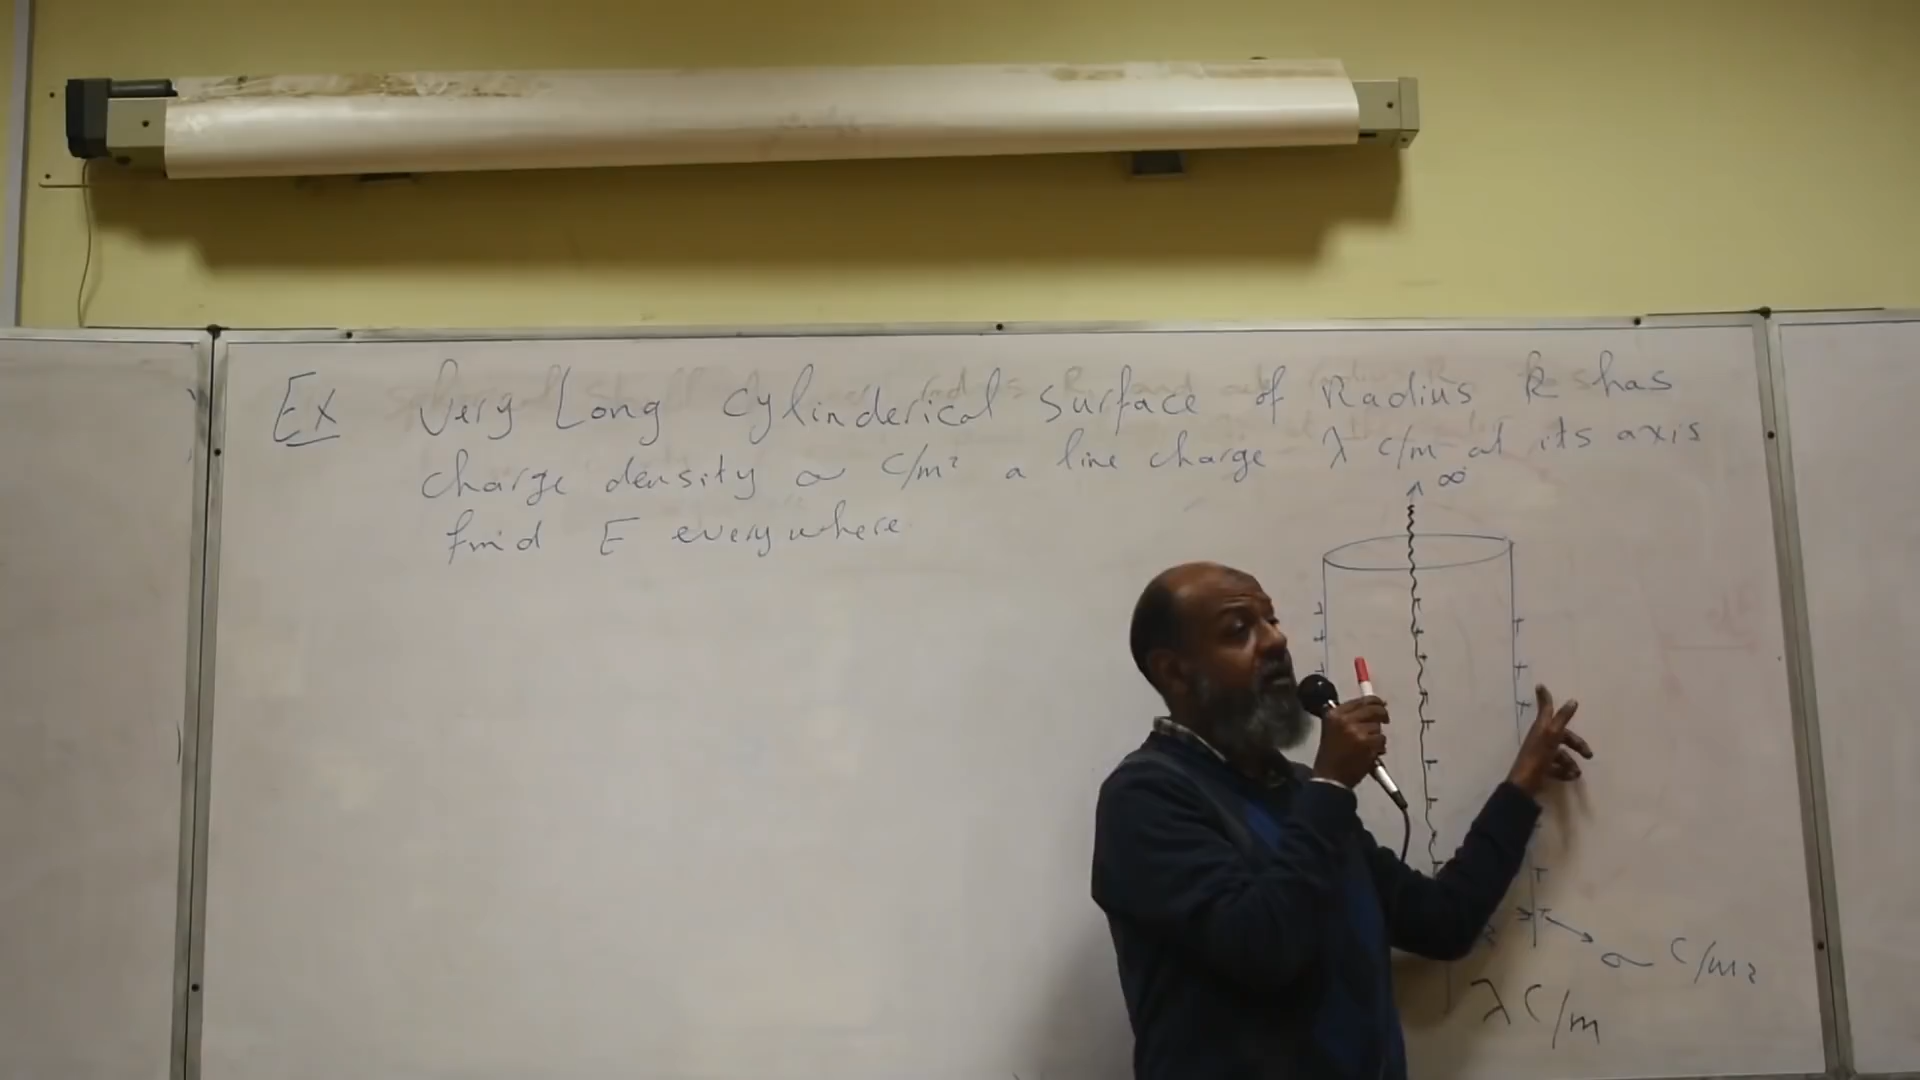 Ex Very Long Cylinderical Surface of Radius R has
charge density σ C/m² a line charge λ C/m at its axis
find E everywhere
∞
R
σ C/m²
λ C/m